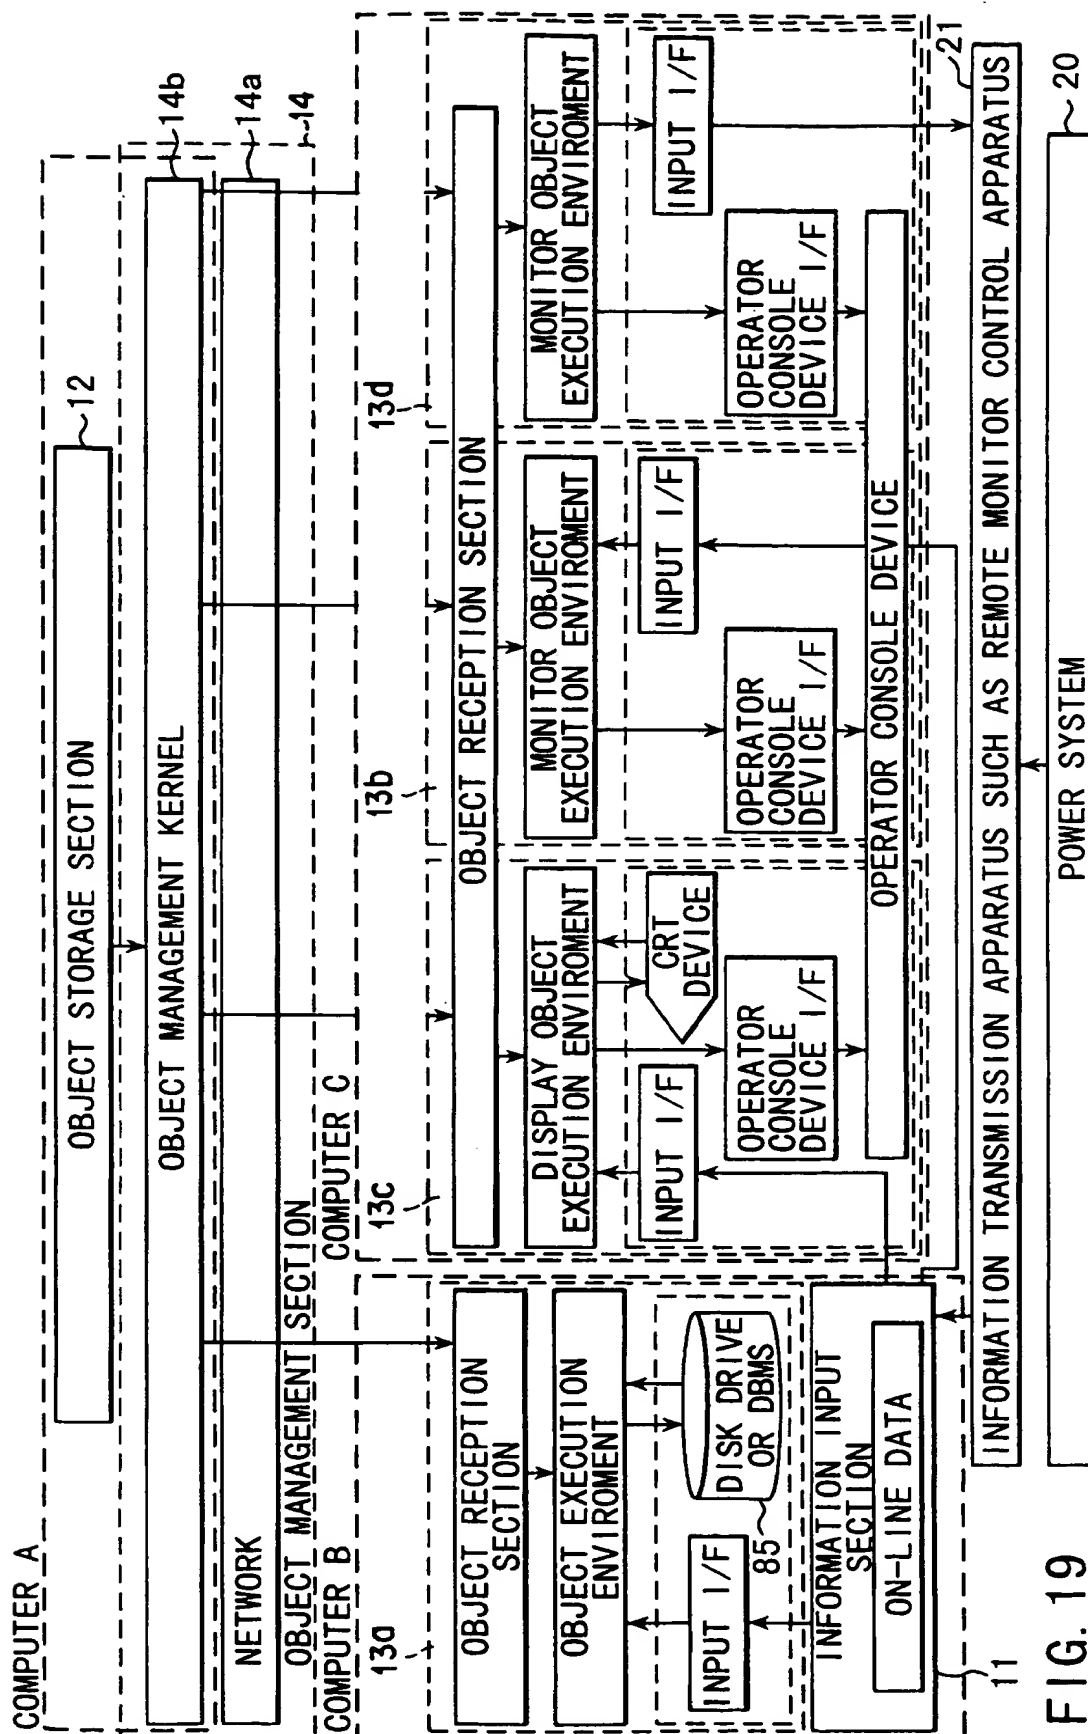 COMPUTER A
OBJECT STORAGE SECTION
12
OBJECT MANAGEMENT KERNEL
14b
NETWORK
14a
OBJECT MANAGEMENT SECTION
14
COMPUTER B
13a
OBJECT RECEPTION
SECTION
OBJECT EXECUTION
ENVIROMENT
INPUT I/F
DISK DRIVE
OR DBMS
85
INFORMATION INPUT
SECTION
ON-LINE DATA
11
COMPUTER C
13c
13b
13d
OBJECT RECEPTION SECTION
DISPLAY OBJECT
EXECUTION ENVIROMENT
INPUT I/F
CRT
DEVICE
OPERATOR
CONSOLE
DEVICE I/F
MONITOR OBJECT
EXECUTION ENVIROMENT
INPUT I/F
OPERATOR
CONSOLE
DEVICE I/F
MONITOR OBJECT
EXECUTION ENVIROMENT
INPUT I/F
OPERATOR
CONSOLE
DEVICE I/F
OPERATOR CONSOLE DEVICE
INFORMATION TRANSMISSION APPARATUS SUCH AS REMOTE MONITOR CONTROL APPARATUS
21
POWER SYSTEM
20
FIG. 19